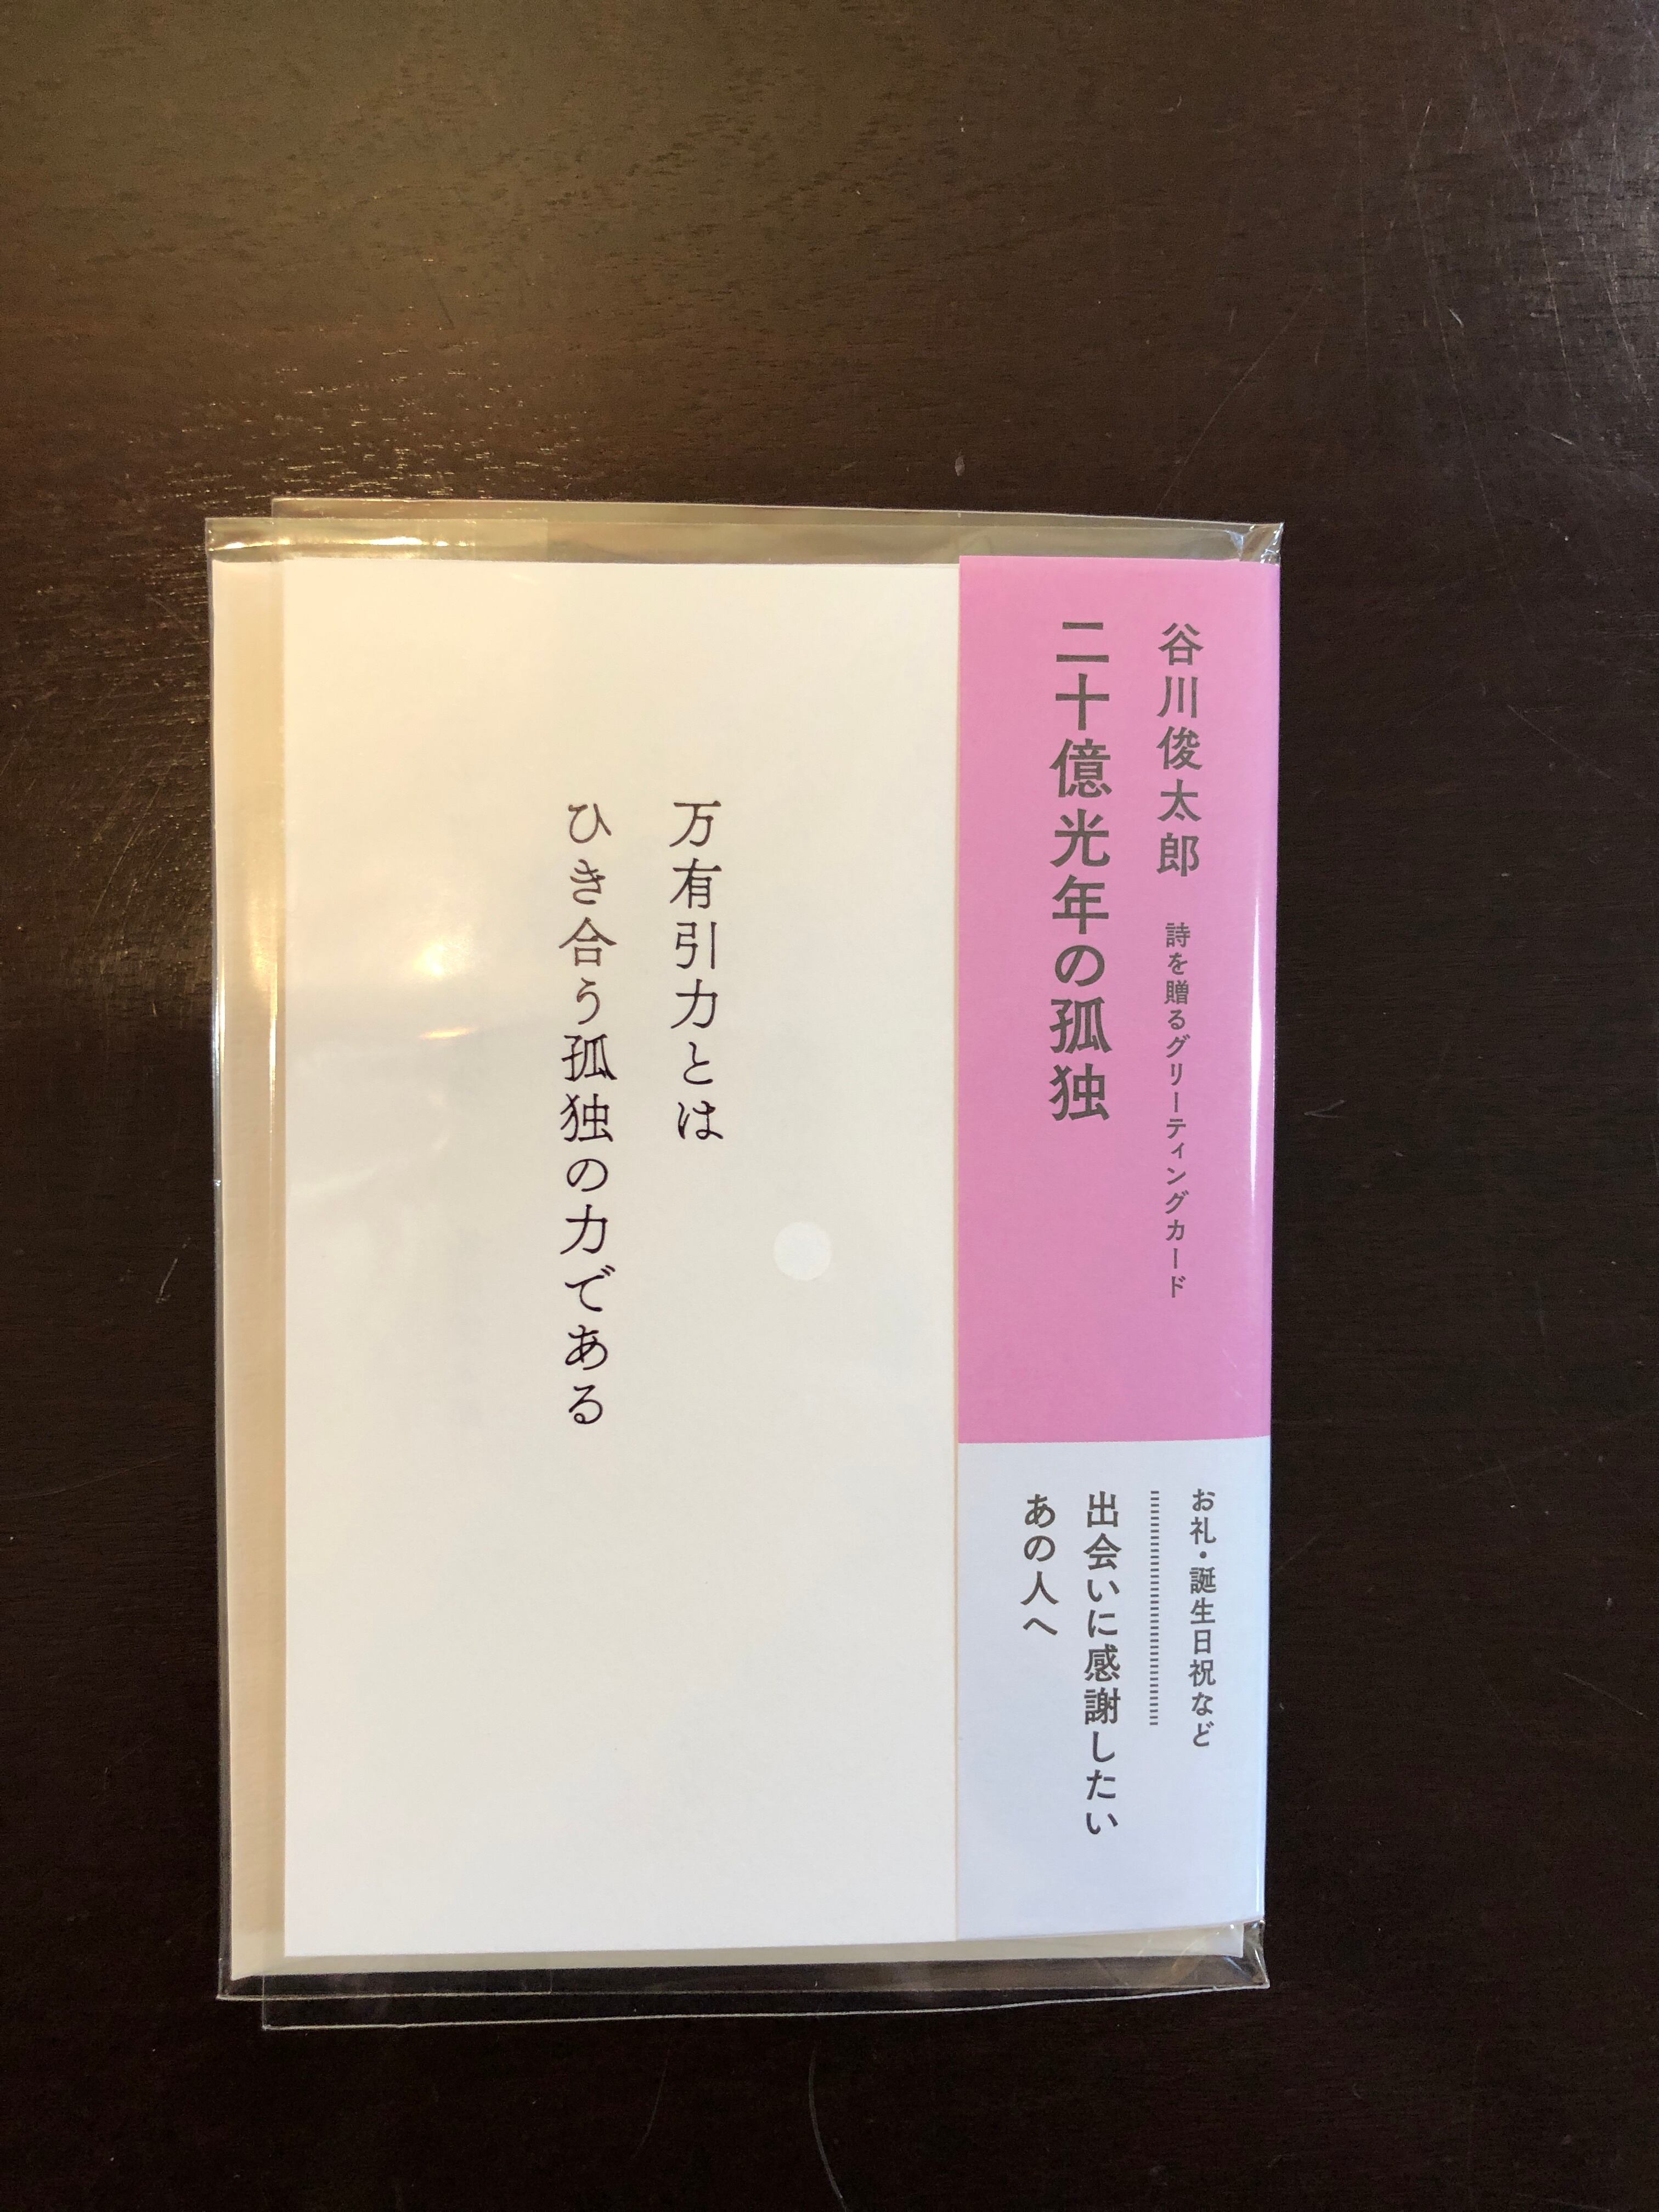 谷川俊太郎 詩を贈るグリーティングカード
二十億光年の孤独
お礼・誕生日祝など
出会いに感謝したい
あの人へ
万有引力とは
ひき合う孤独の力である